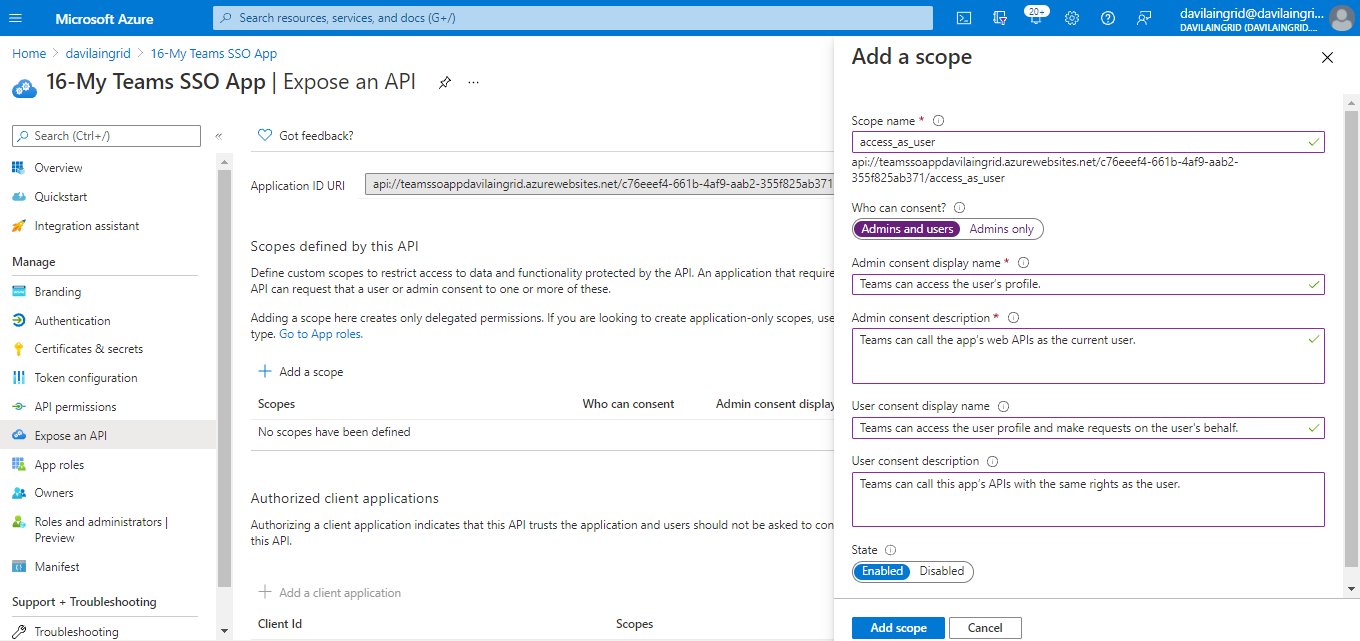 Microsoft Azure
Search resources, services, and docs (G+/)
20+
davilaingrid@davilaingri...
DAVILAINGRID (DAVILAINGRID....
Home > davilaingrid > 16-My Teams SSO App
16-My Teams SSO App | Expose an API
...
Search (Ctrl+/)
«
Overview
Quickstart
Integration assistant
Manage
Branding
Authentication
Certificates & secrets
Token configuration
API permissions
Expose an API
App roles
Owners
Roles and administrators |
Preview
Manifest
Support + Troubleshooting
Troubleshooting
Got feedback?
Application ID URI
api://teamssoappdavilaingrid.azurewebsites.net/c76eeef4-661b-4af9-aab2-355f825ab371
Scopes defined by this API
Define custom scopes to restrict access to data and functionality protected by the API. An application that require
API can request that a user or admin consent to one or more of these.
Adding a scope here creates only delegated permissions. If you are looking to create application-only scopes, use
type. Go to App roles.
+ Add a scope
Scopes
Who can consent
Admin consent display
No scopes have been defined
Authorized client applications
Authorizing a client application indicates that this API trusts the application and users should not be asked to con
this API.
+ Add a client application
Client Id
Scopes
Add a scope
Scope name *
access_as_user
api://teamssoappdavilaingrid.azurewebsites.net/c76eeef4-661b-4af9-aab2-
355f825ab371/access_as_user
Who can consent?
Admins and users
Admins only
Admin consent display name *
Teams can access the user's profile.
Admin consent description *
Teams can call the app's web APIs as the current user.
User consent display name
Teams can access the user profile and make requests on the user's behalf.
User consent description
Teams can call this app's APIs with the same rights as the user.
State
Enabled
Disabled
Add scope
Cancel